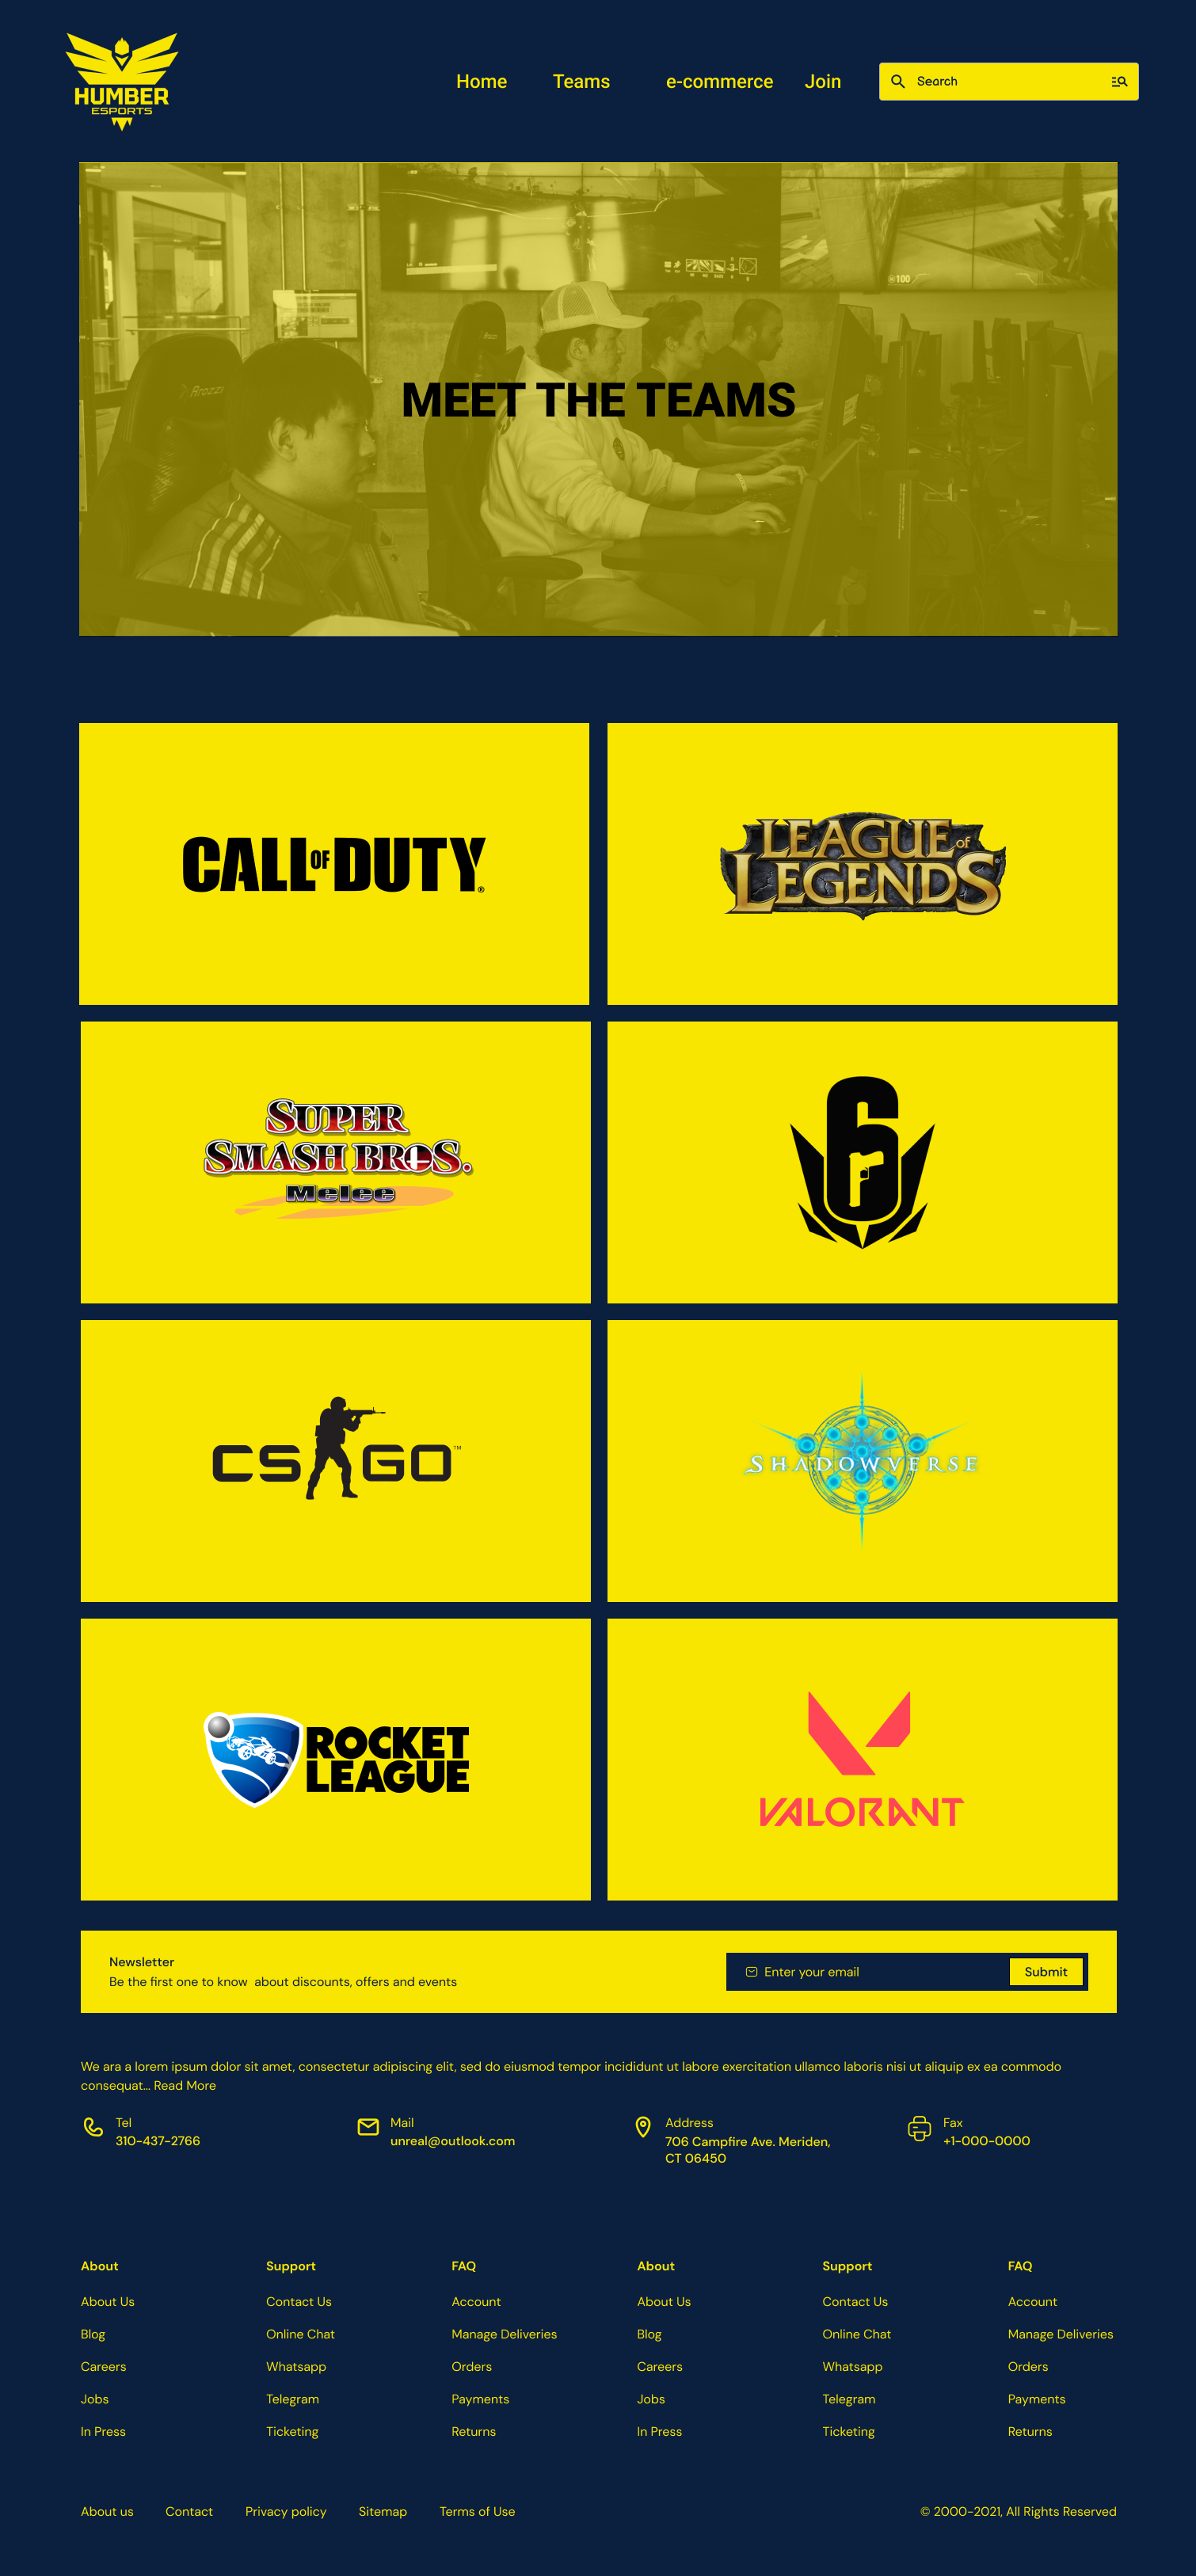 HUMBER
ESPORTS
Home Teams e-commerce Join Search
3
100
Arozzi
MEET THE TEAMS
CALL OF DUTY®
LEAGUE of
LEGENDS
SUPER
SMASH BROS.
Melee
6
CS GO™
SHADOWVERSE
ROCKET
LEAGUE
VALORANT
Newsletter
Be the first one to know about discounts, offers and events
Enter your email Submit
We ara a lorem ipsum dolor sit amet, consectetur adipiscing elit, sed do eiusmod tempor incididunt ut labore exercitation ullamco laboris nisi ut aliquip ex ea commodo
consequat... Read More
Tel
310-437-2766
Mail
unreal@outlook.com
Address
706 Campfire Ave. Meriden,
CT 06450
Fax
+1-000-0000
About Support FAQ About Support FAQ
About Us Contact Us Account About Us Contact Us Account
Blog Online Chat Manage Deliveries Blog Online Chat Manage Deliveries
Careers Whatsapp Orders Careers Whatsapp Orders
Jobs Telegram Payments Jobs Telegram Payments
In Press Ticketing Returns In Press Ticketing Returns
About us Contact Privacy policy Sitemap Terms of Use © 2000-2021, All Rights Reserved